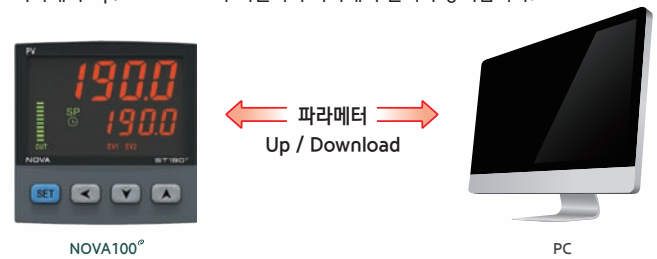 PV
190.0
SP
190.0
OUT
EV1 EV2
NOVA
SET
파라메터
Up / Download
NOVA100
PC